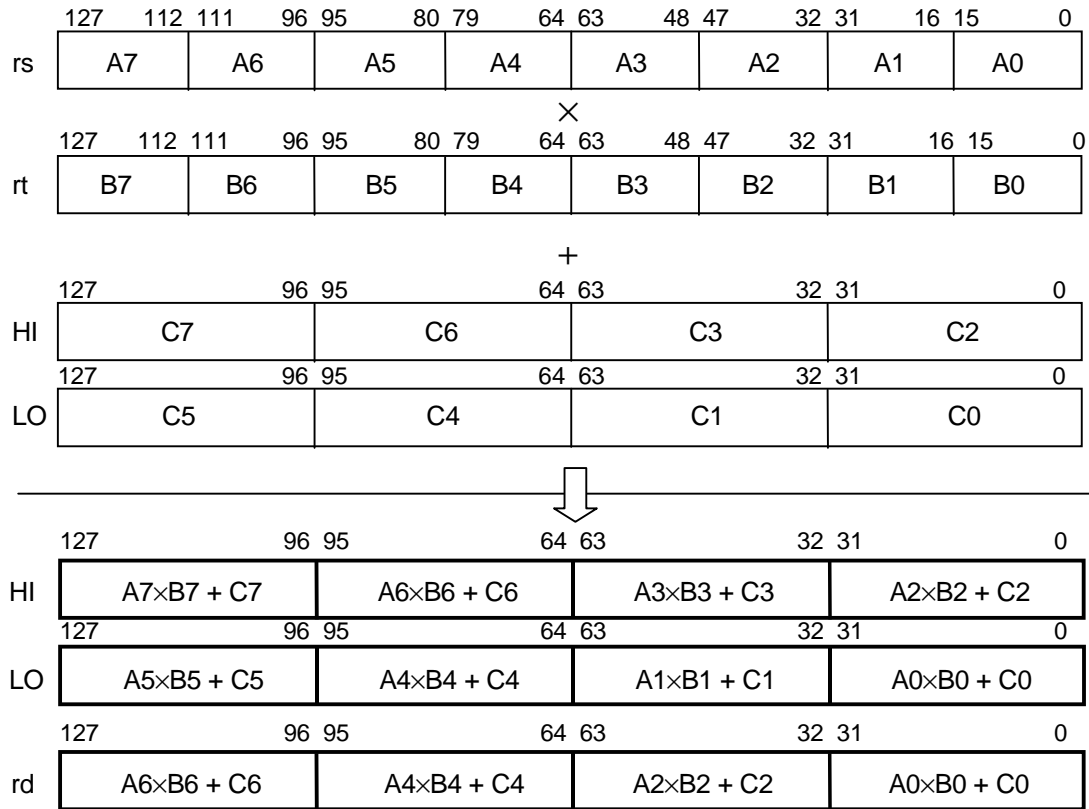 127 112 111 96 95 80 79 64 63 48 47 32 31 16 15 0
rs A7 A6 A5 A4 A3 A2 A1 A0
×
127 112 111 96 95 80 79 64 63 48 47 32 31 16 15 0
rt B7 B6 B5 B4 B3 B2 B1 B0
+
127 96 95 64 63 32 31 0
HI C7 C6 C3 C2
127 96 95 64 63 32 31 0
LO C5 C4 C1 C0
127 96 95 64 63 32 31 0
HI A7×B7 + C7 A6×B6 + C6 A3×B3 + C3 A2×B2 + C2
127 96 95 64 63 32 31 0
LO A5×B5 + C5 A4×B4 + C4 A1×B1 + C1 A0×B0 + C0
127 96 95 64 63 32 31 0
rd A6×B6 + C6 A4×B4 + C4 A2×B2 + C2 A0×B0 + C0